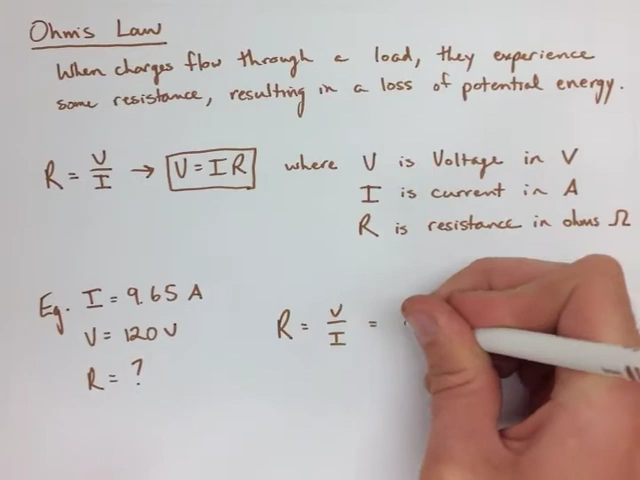 Ohm's Law
When charges flow through a load, they experience
some resistance, resulting in a loss of potential energy.
R = V/I → V = I R where V is Voltage in V
I is current in A
R is resistance in ohms Ω
Eg. I = 9.65 A
V = 120 V
R = ?
R = V/I =